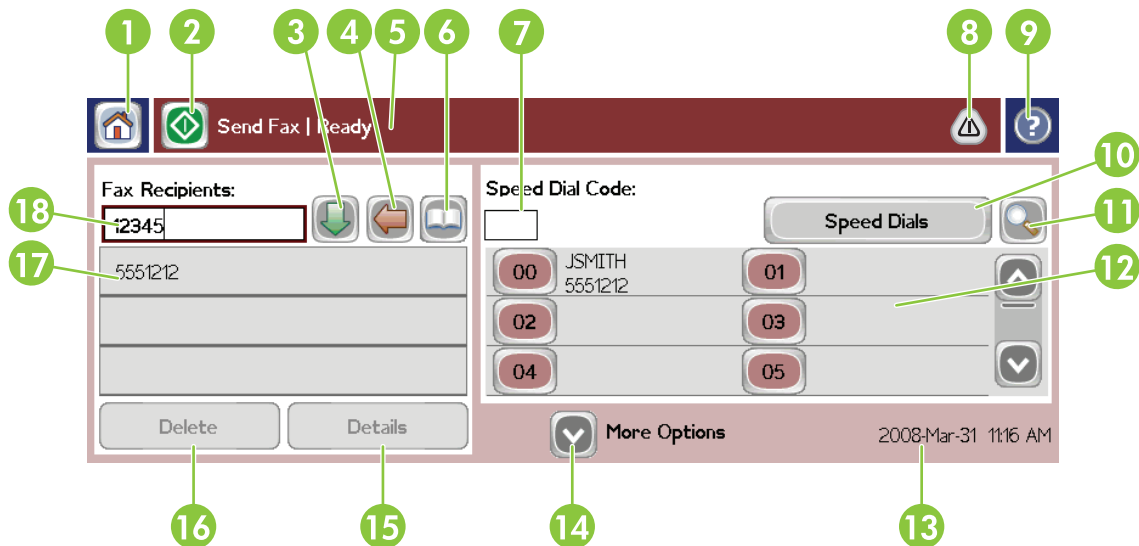 1 2 3 4 5 6 7 8 9
Send Fax | Ready
10
Fax Recipients:
Speed Dial Code:
18
12345
Speed Dials
11
17
5551212
00 JSMITH 01
5551212
12
02 03
04 05
Delete Details
More Options
2008-Mar-31 11:16 AM
16 15 14 13